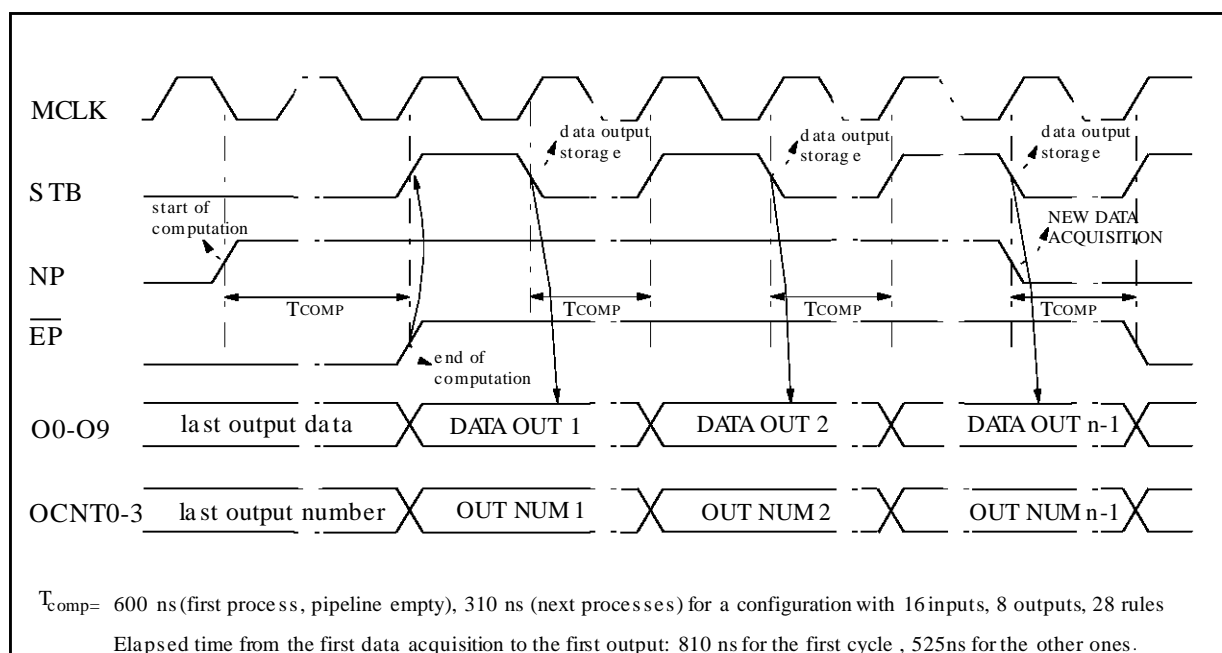 MCLK
data output
storage
data output
storage
data output
storage
STB
start of
computation
NEW DATA
ACQUISITION
NP
TCOMP
TCOMP
TCOMP
TCOMP
EP
end of
computation
O0-O9
last output data
DATA OUT 1
DATA OUT 2
DATA OUT n-1
OCNT0-3
last output number
OUT NUM 1
OUT NUM 2
OUT NUM n-1
Tcomp= 600 ns (first process, pipeline empty), 310 ns (next processes) for a configuration with 16 inputs, 8 outputs, 28 rules
Elapsed time from the first data acquisition to the first output: 810 ns for the first cycle , 525ns for the other ones.